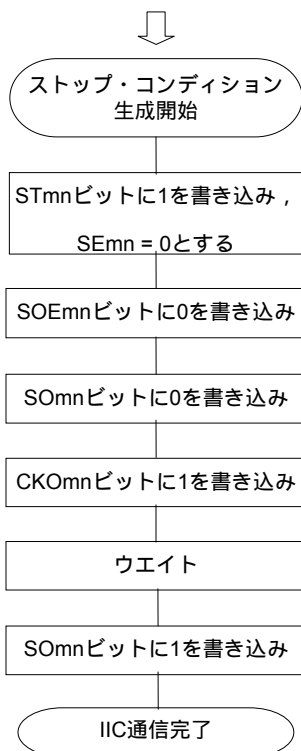 ストップ・コンディション
生成開始
STmnビットに1を書き込み，
SEmn = 0とする
SOEmnビットに0を書き込み
SOmnビットに0を書き込み
CKOmnビットに1を書き込み
ウエイト
SOmnビットに1を書き込み
IIC通信完了